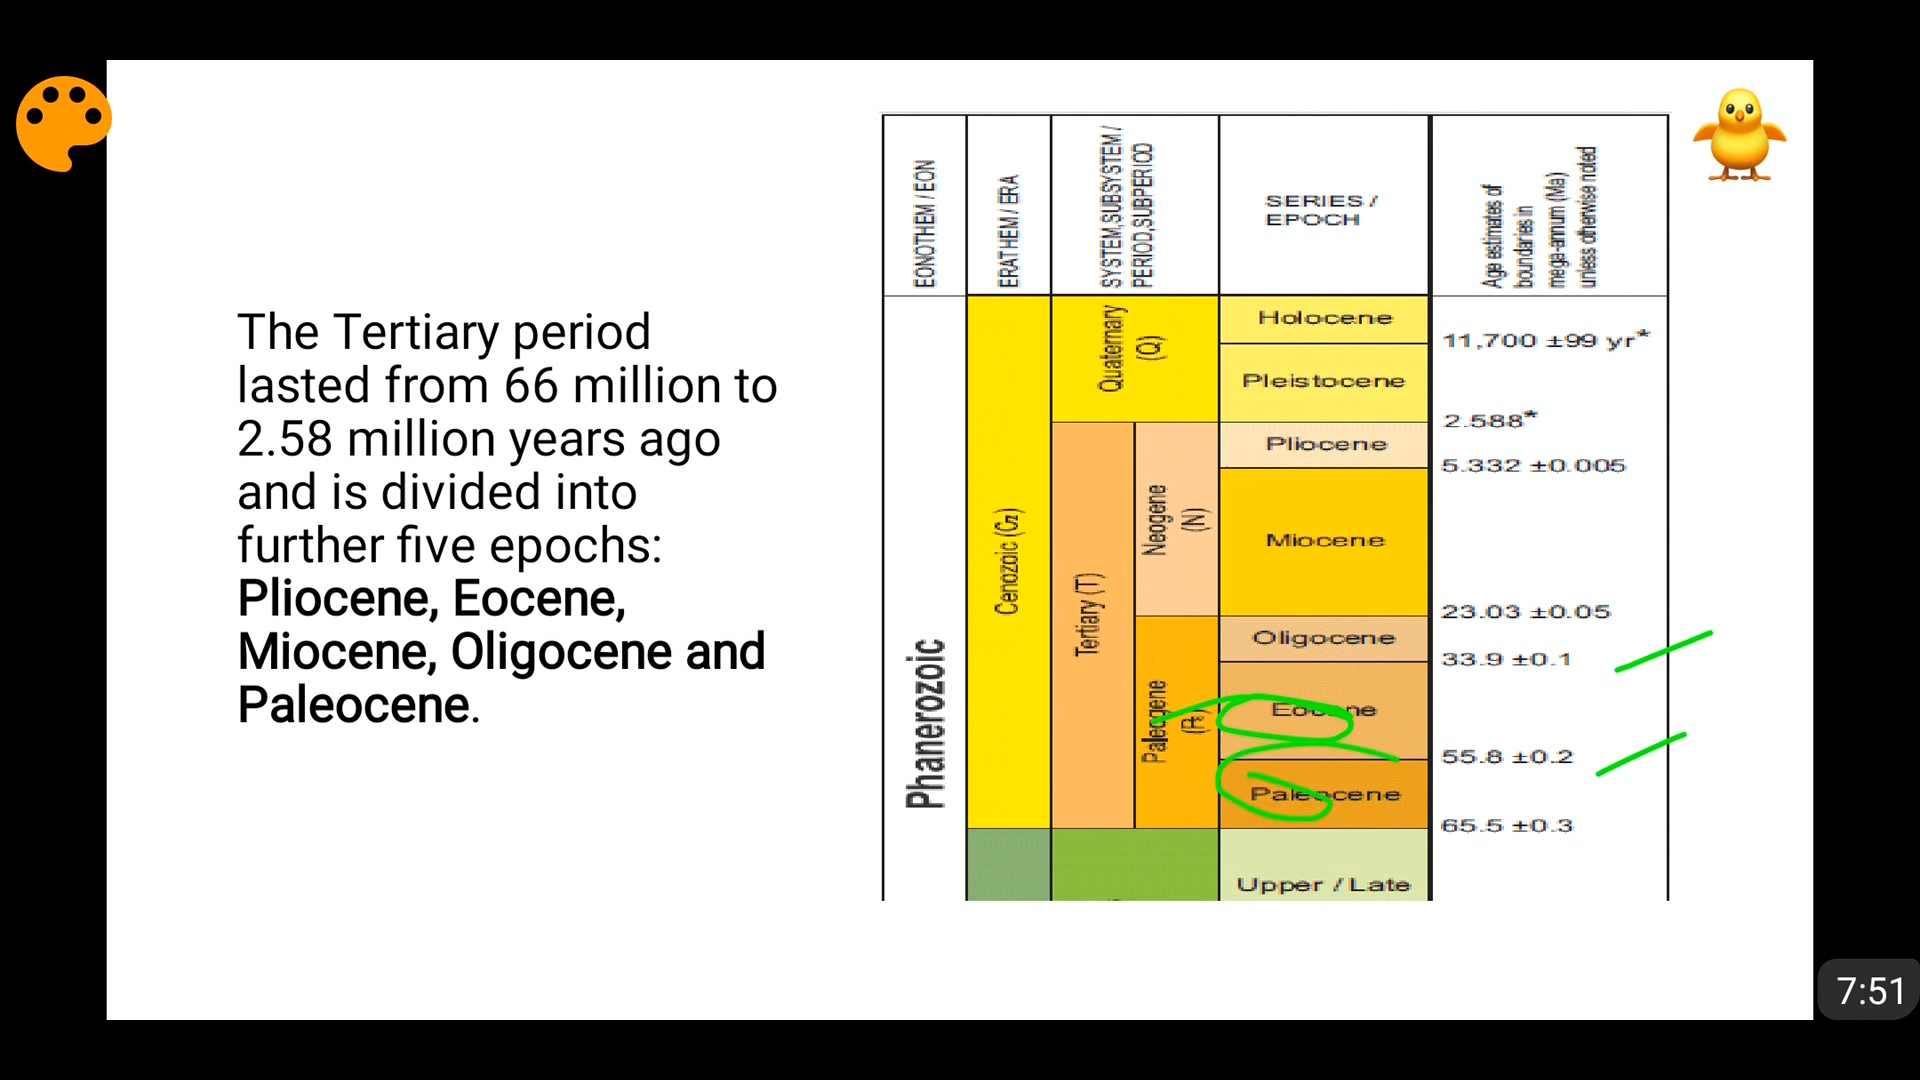 The Tertiary period
lasted from 66 million to
2.58 million years ago
and is divided into
further five epochs:
Pliocene, Eocene,
Miocene, Oligocene and
Paleocene.
EONOTHEM / EON
ERATHEM / ERA
SYSTEM,SUBSYSTEM /
PERIOD,SUBPERIOD
SERIES /
EPOCH
Age estimates of
boundaries in
mega-annum (Ma)
unless otherwise noted
Phanerozoic
Cenozoic (Cz)
Quaternary
(Q)
Tertiary (T)
Neogene
(N)
Paleogene
Holocene
Pleistocene
Pliocene
Miocene
Oligocene
Eocene
Paleocene
Upper / Late
11,700 ±99 yr*
2.588*
5.332 ±0.005
23.03 ±0.05
33.9 ±0.1
55.8 ±0.2
65.5 ±0.3
7:51